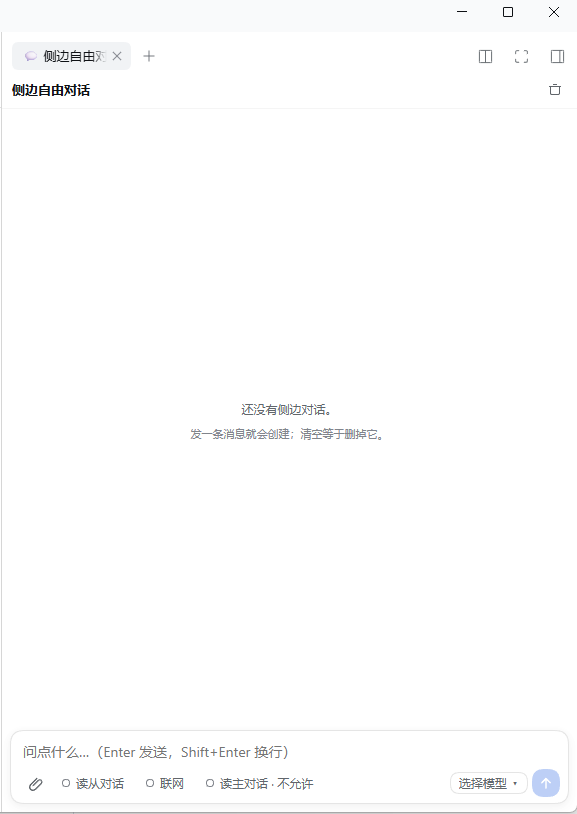 侧边自由对
侧边自由对话
还没有侧边对话。
发一条消息就会创建；清空等于删掉它。
问点什么...（Enter 发送，Shift+Enter 换行）
读从对话 联网 读主对话 · 不允许 选择模型